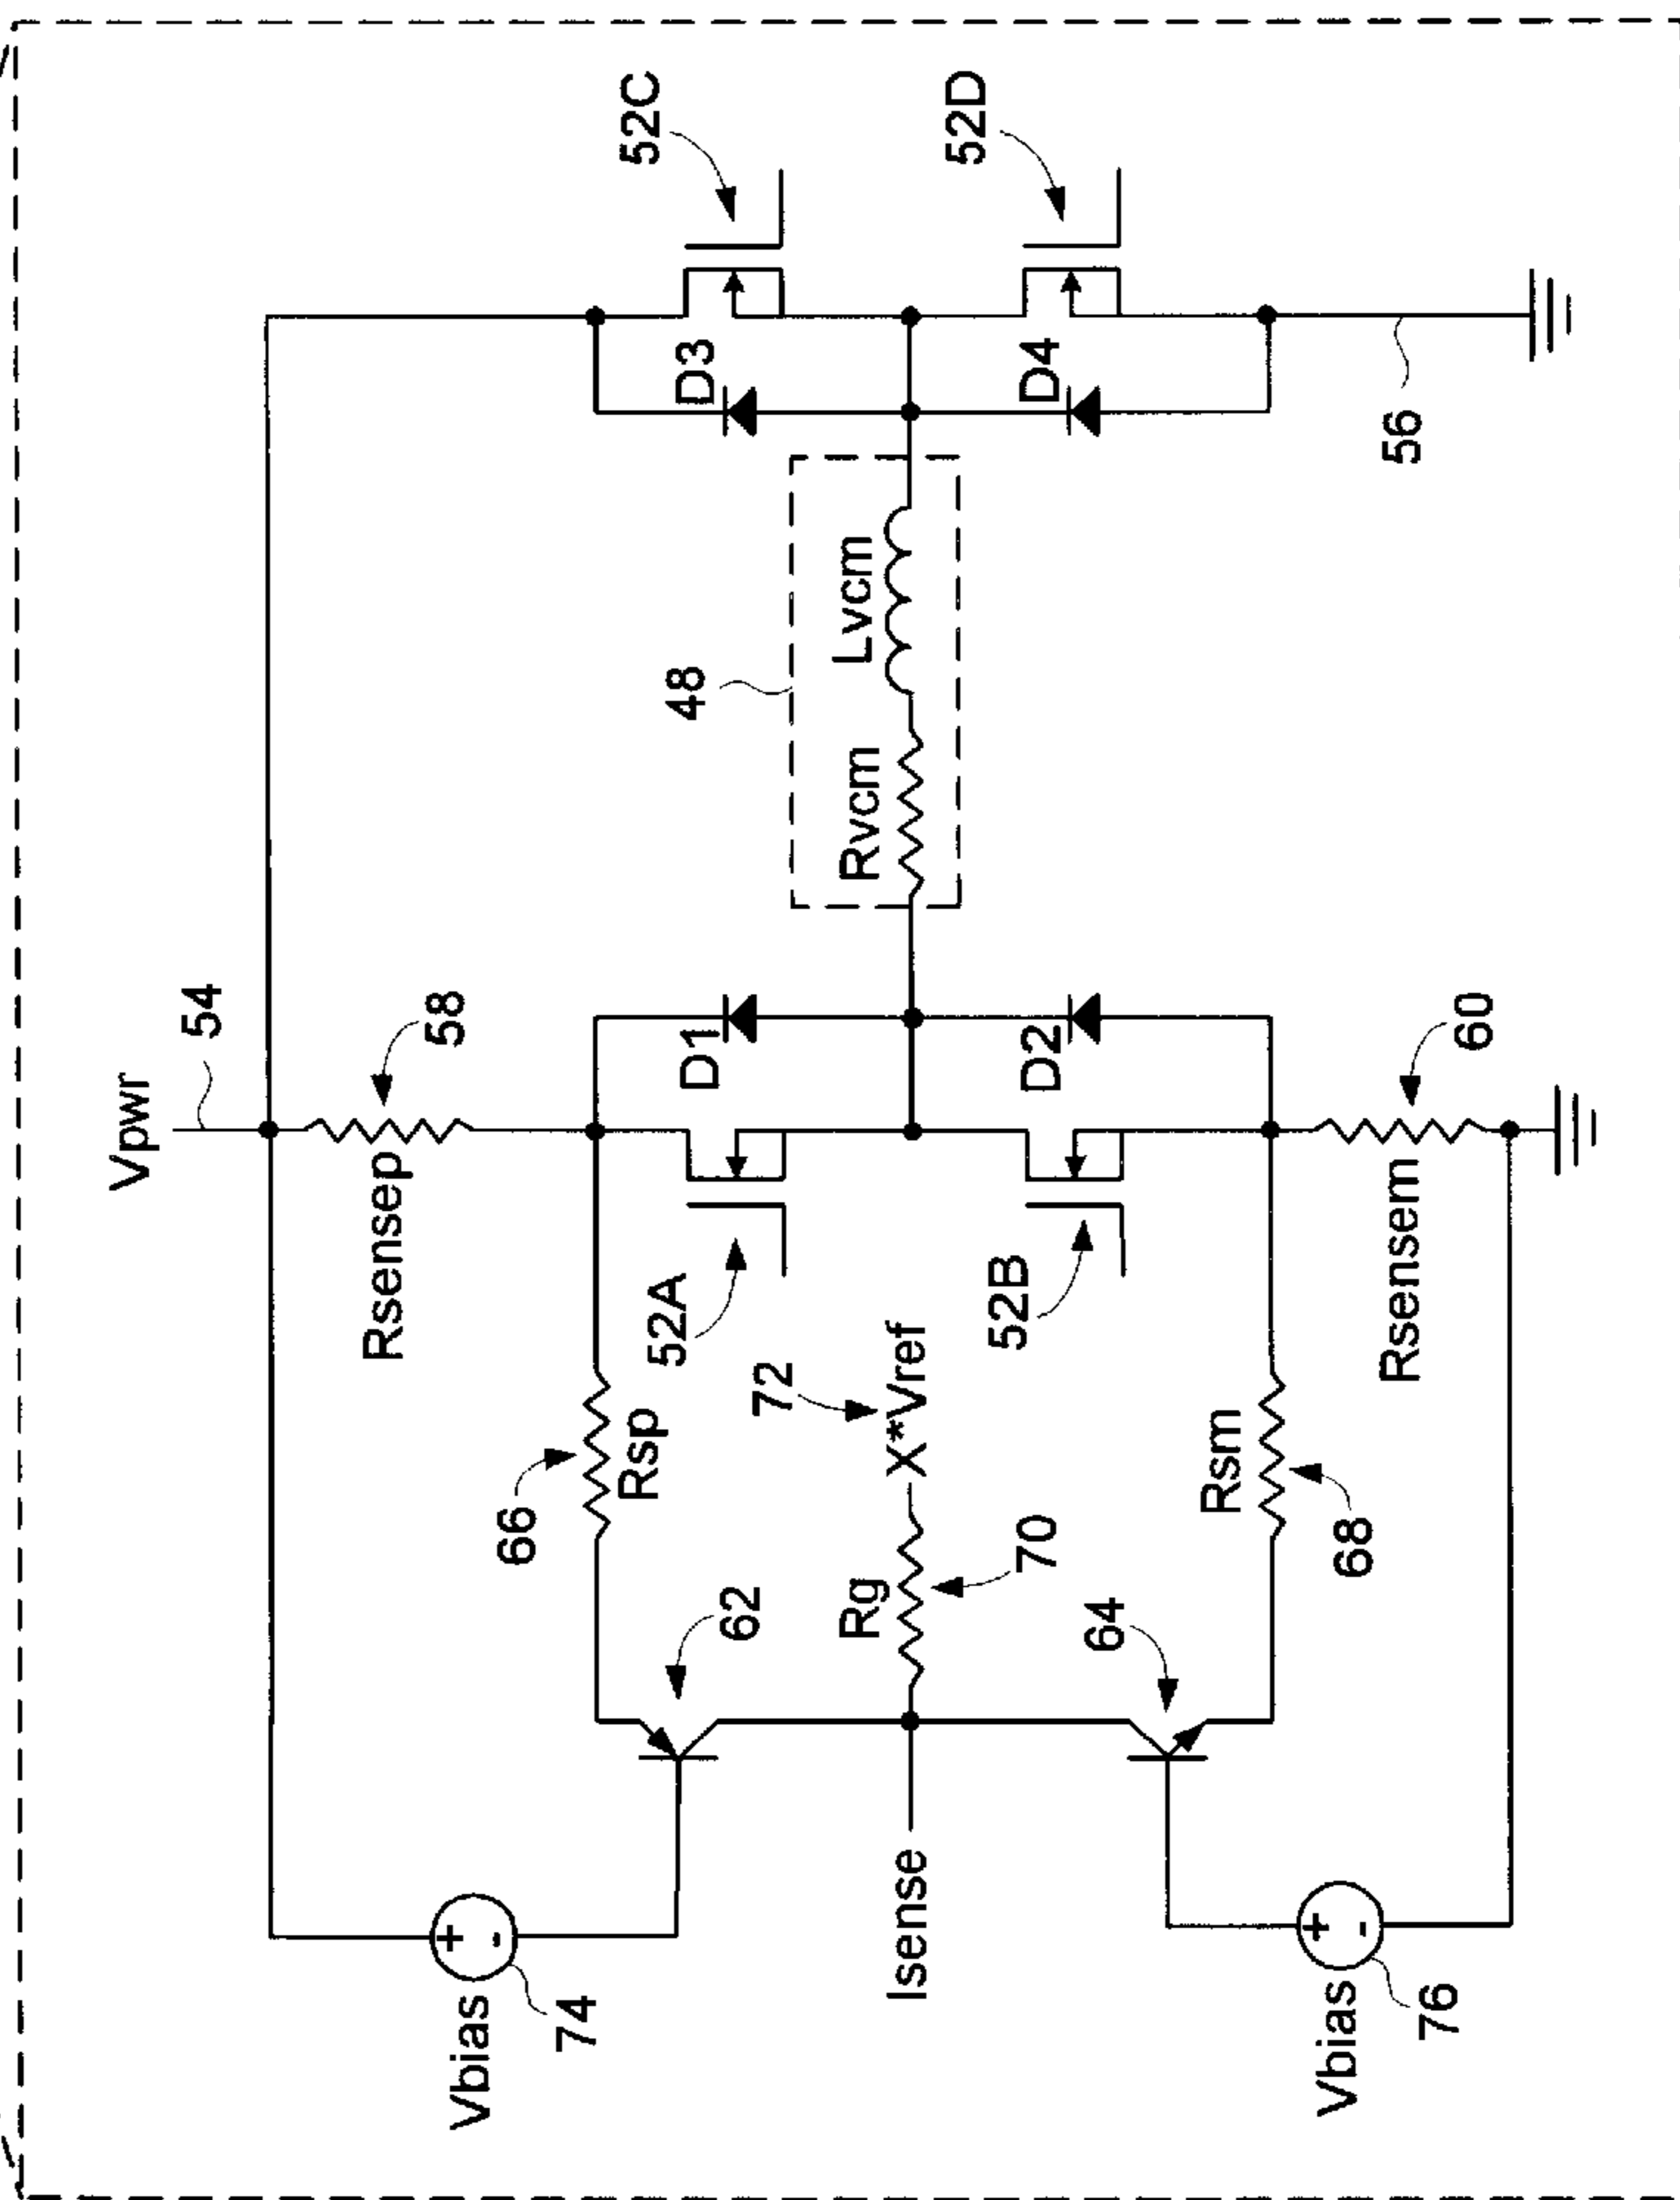 Vpwr
54
58
Rsensep
52C
D3
52D
D4
56
48
Lvcm
Rvcm
D1
D2
52A
52B
60
Rsensem
66
Rsp
72
X*Vref
Rg
70
Rsm
68
62
64
Isense
Vbias
74
Vbias
76